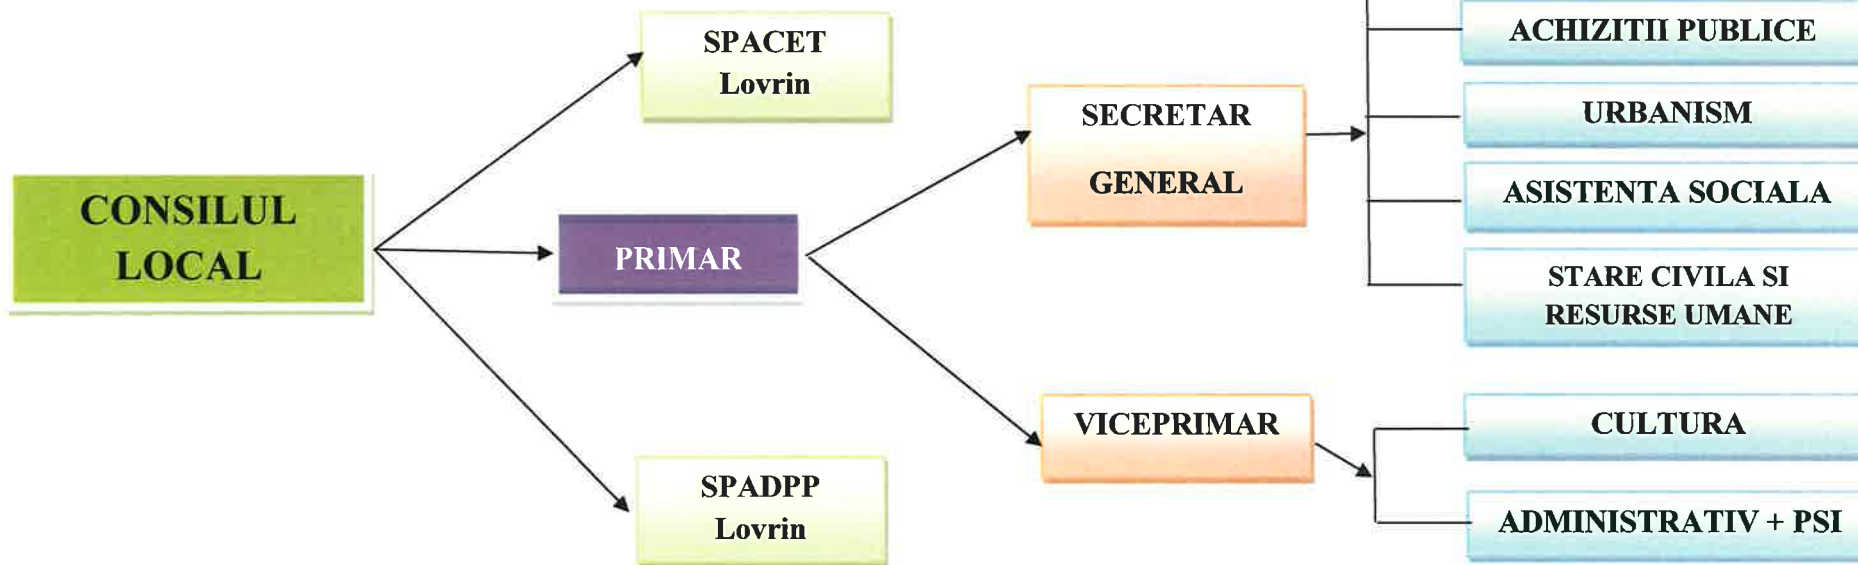 SPACET
Lovrin
ACHIZITII PUBLICE
SECRETAR
GENERAL
URBANISM
ASISTENTA SOCIALA
CONSILUL
LOCAL
PRIMAR
STARE CIVILA SI
RESURSE UMANE
VICEPRIMAR
CULTURA
SPADPP
Lovrin
ADMINISTRATIV + PSI